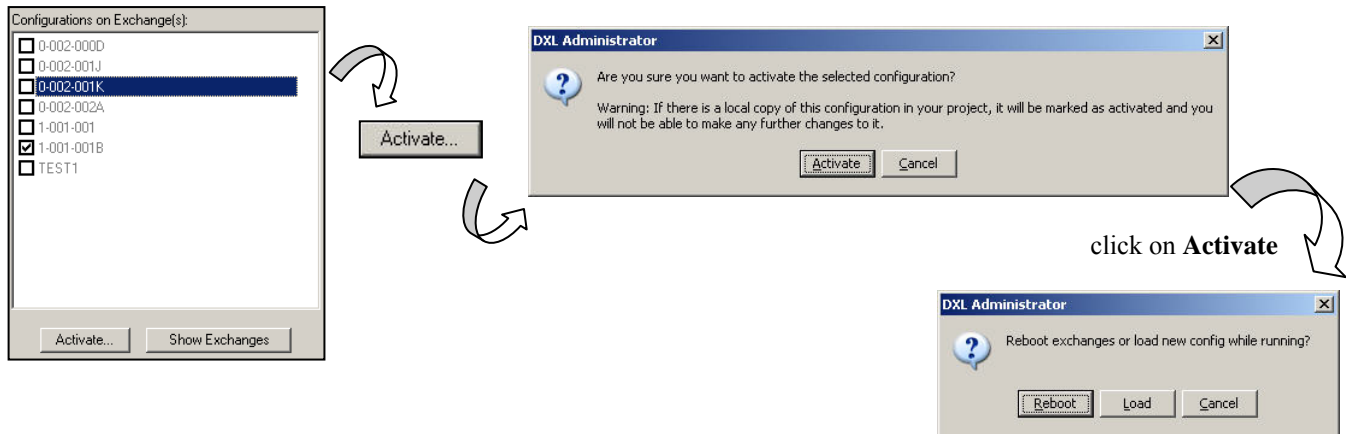 Configurations on Exchange(s):
0-002-000D
0-002-001J
0-002-001K
0-002-002A
1-001-001
1-001-001B
TEST1
Activate...
Show Exchanges
Activate...
DXL Administrator
Are you sure you want to activate the selected configuration?
Warning: If there is a local copy of this configuration in your project, it will be marked as activated and you
will not be able to make any further changes to it.
Activate
Cancel
click on Activate
DXL Administrator
Reboot exchanges or load new config while running?
Reboot
Load
Cancel